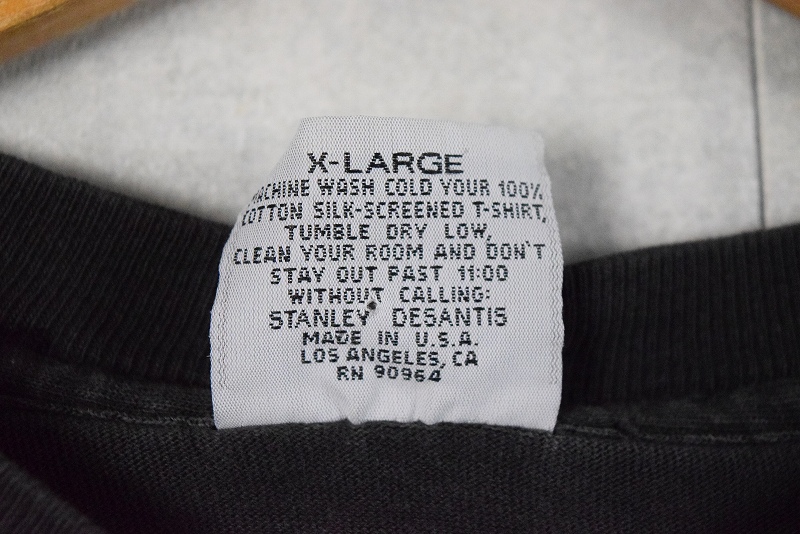 X-LARGE
MACHINE WASH COLD YOUR 100%
COTTON SILK-SCREENED T-SHIRT,
TUMBLE DRY LOW,
CLEAN YOUR ROOM AND DON'T
STAY OUT PAST 11:00
WITHOUT CALLING:
STANLEY DESANTIS
MADE IN U.S.A.
LOS ANGELES, CA
RN 90964